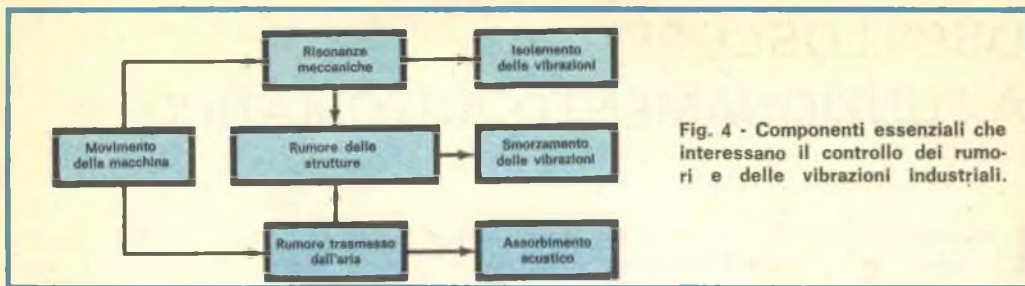 Risonanze
meccaniche
Isolemento
delle vibrazioni
Movimento
della macchina
Rumore delle
strutture
Smorzamento
delle vibrazioni
Rumore trasmesso
dall'aria
Assorbimento
acustico
Fig. 4 - Componenti essenziali che
interessano il controllo dei rumo-
ri e delle vibrazioni industriali.